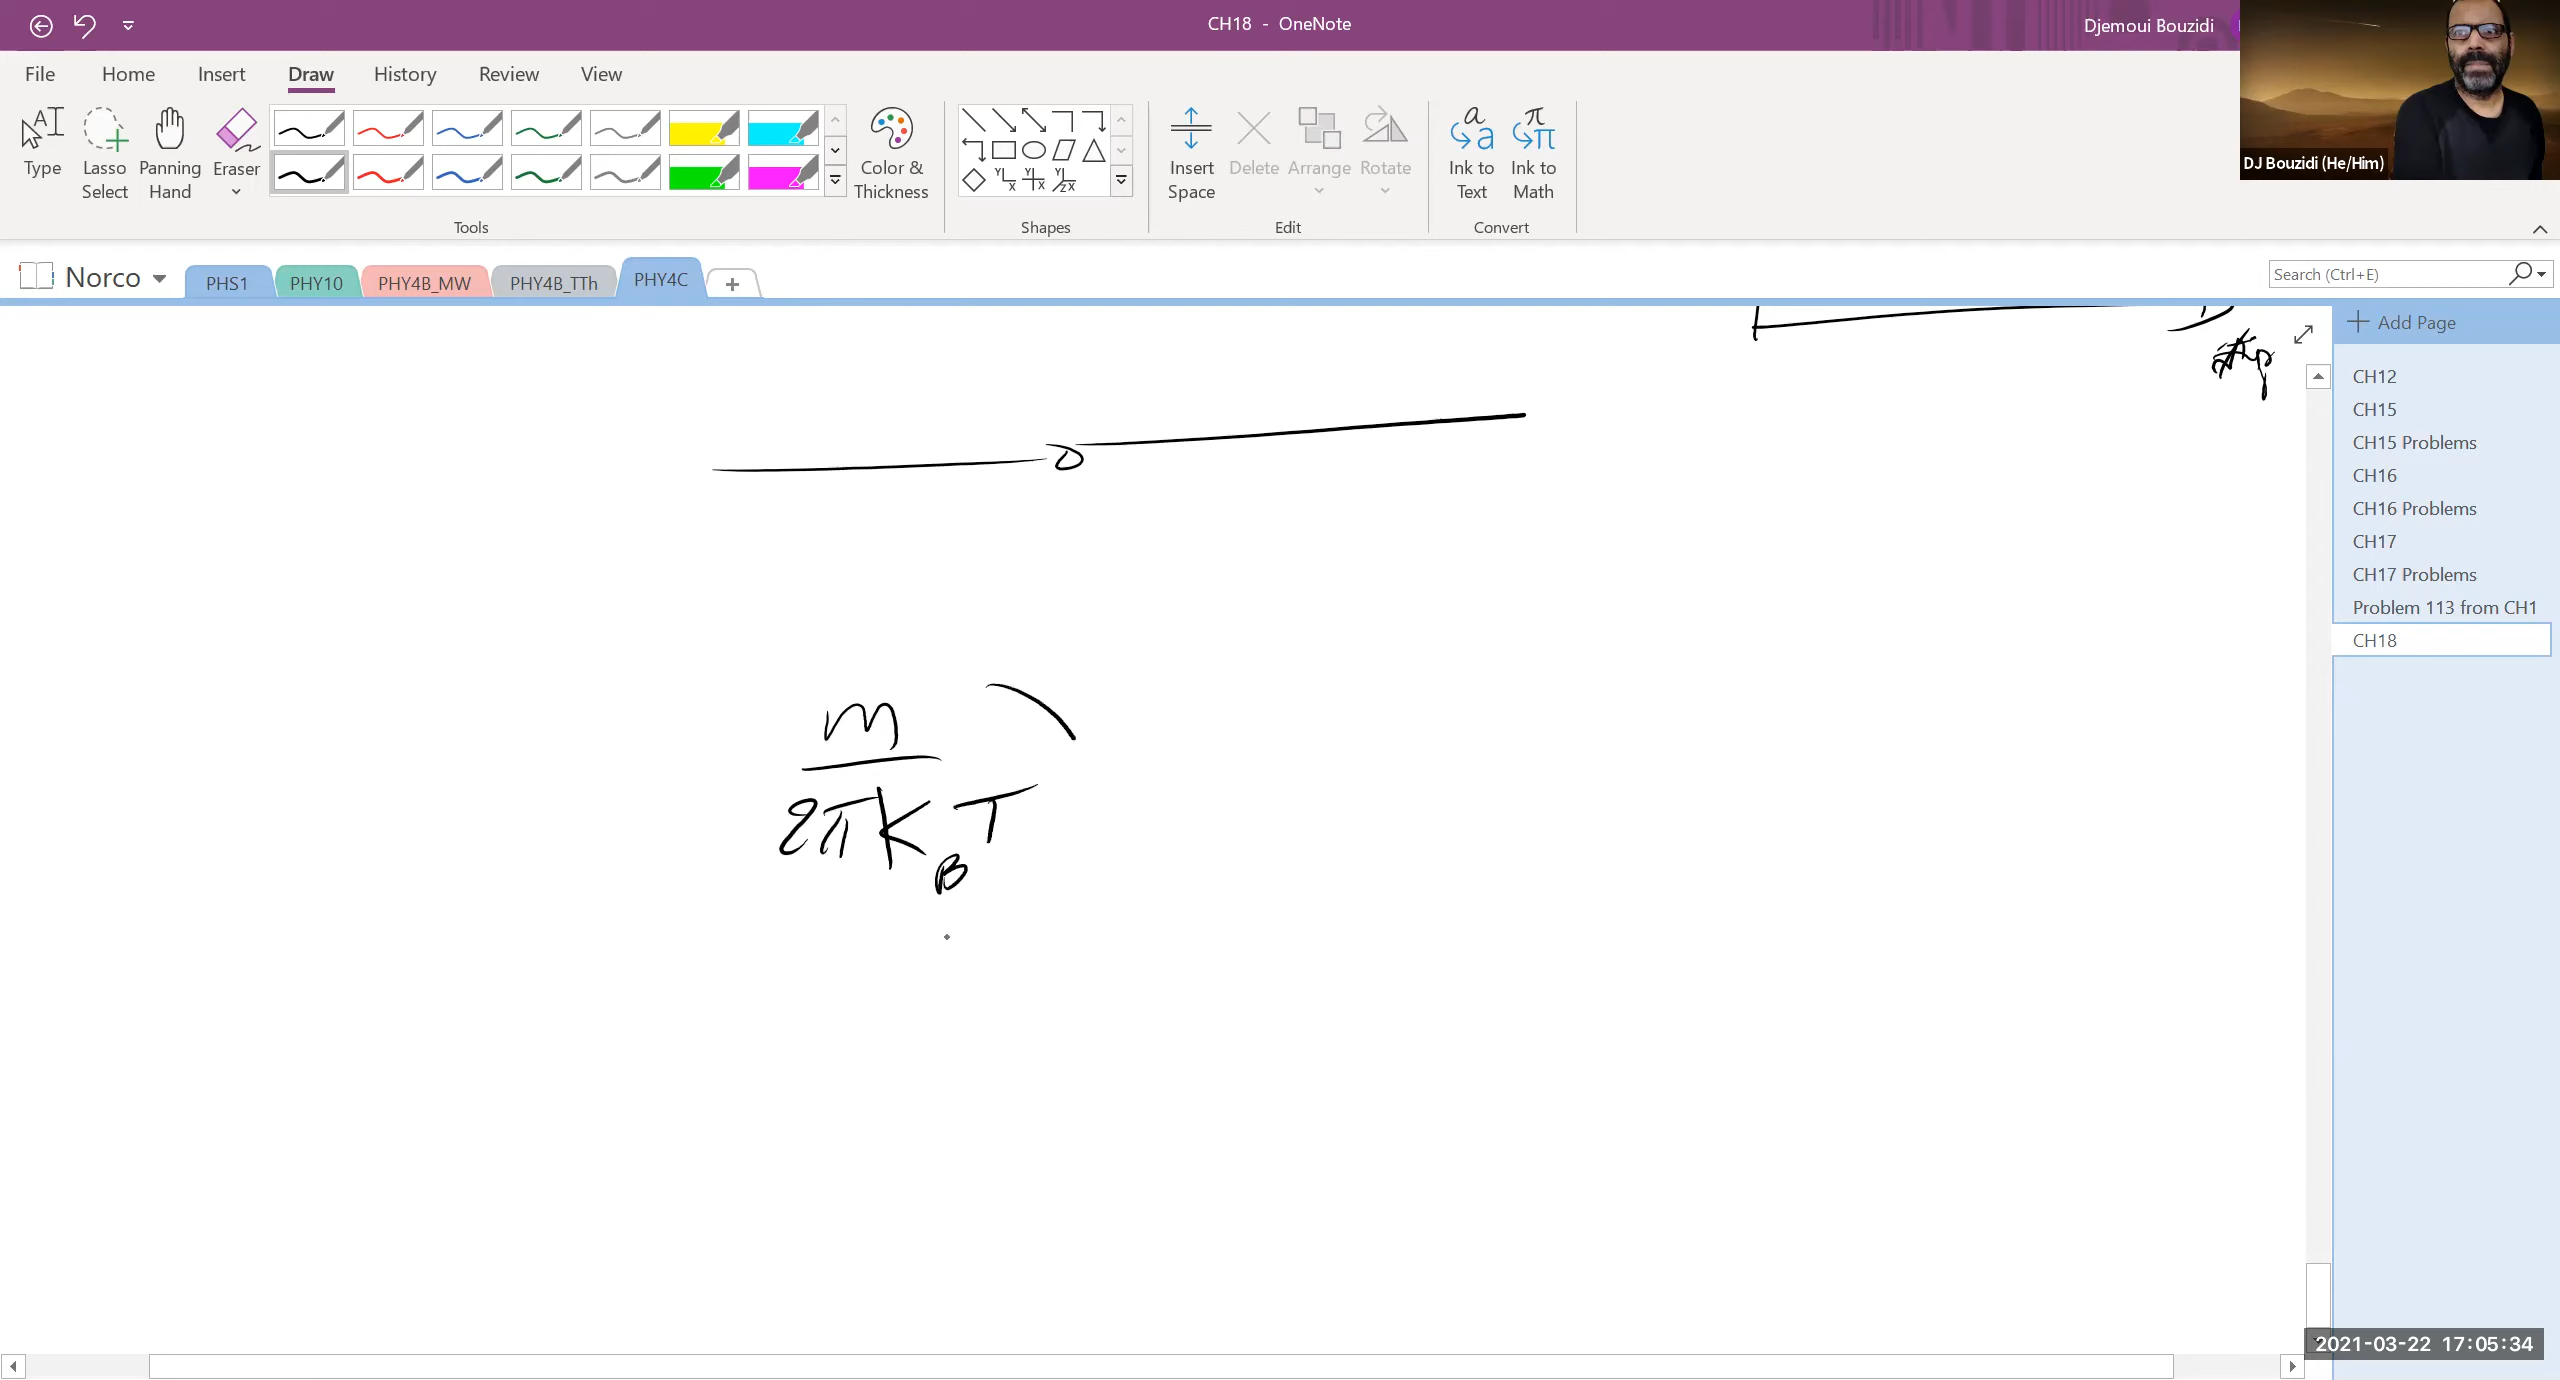 CH18 - OneNote
Djemoui Bouzidi
File Home Insert Draw History Review View
Type
Lasso Select
Panning Hand
Eraser
Color & Thickness
Insert Space
Delete
Arrange
Rotate
Ink to Text
Ink to Math
Tools
Shapes
Edit
Convert
DJ Bouzidi (He/Him)
Norco PHS1 PHY10 PHY4B_MW PHY4B_TTh PHY4C
Search (Ctrl+E)
Add Page
CH12
CH15
CH15 Problems
CH16
CH16 Problems
CH17
CH17 Problems
Problem 113 from CH1
CH18
m
2πK_B T
2021-03-22 17:05:34